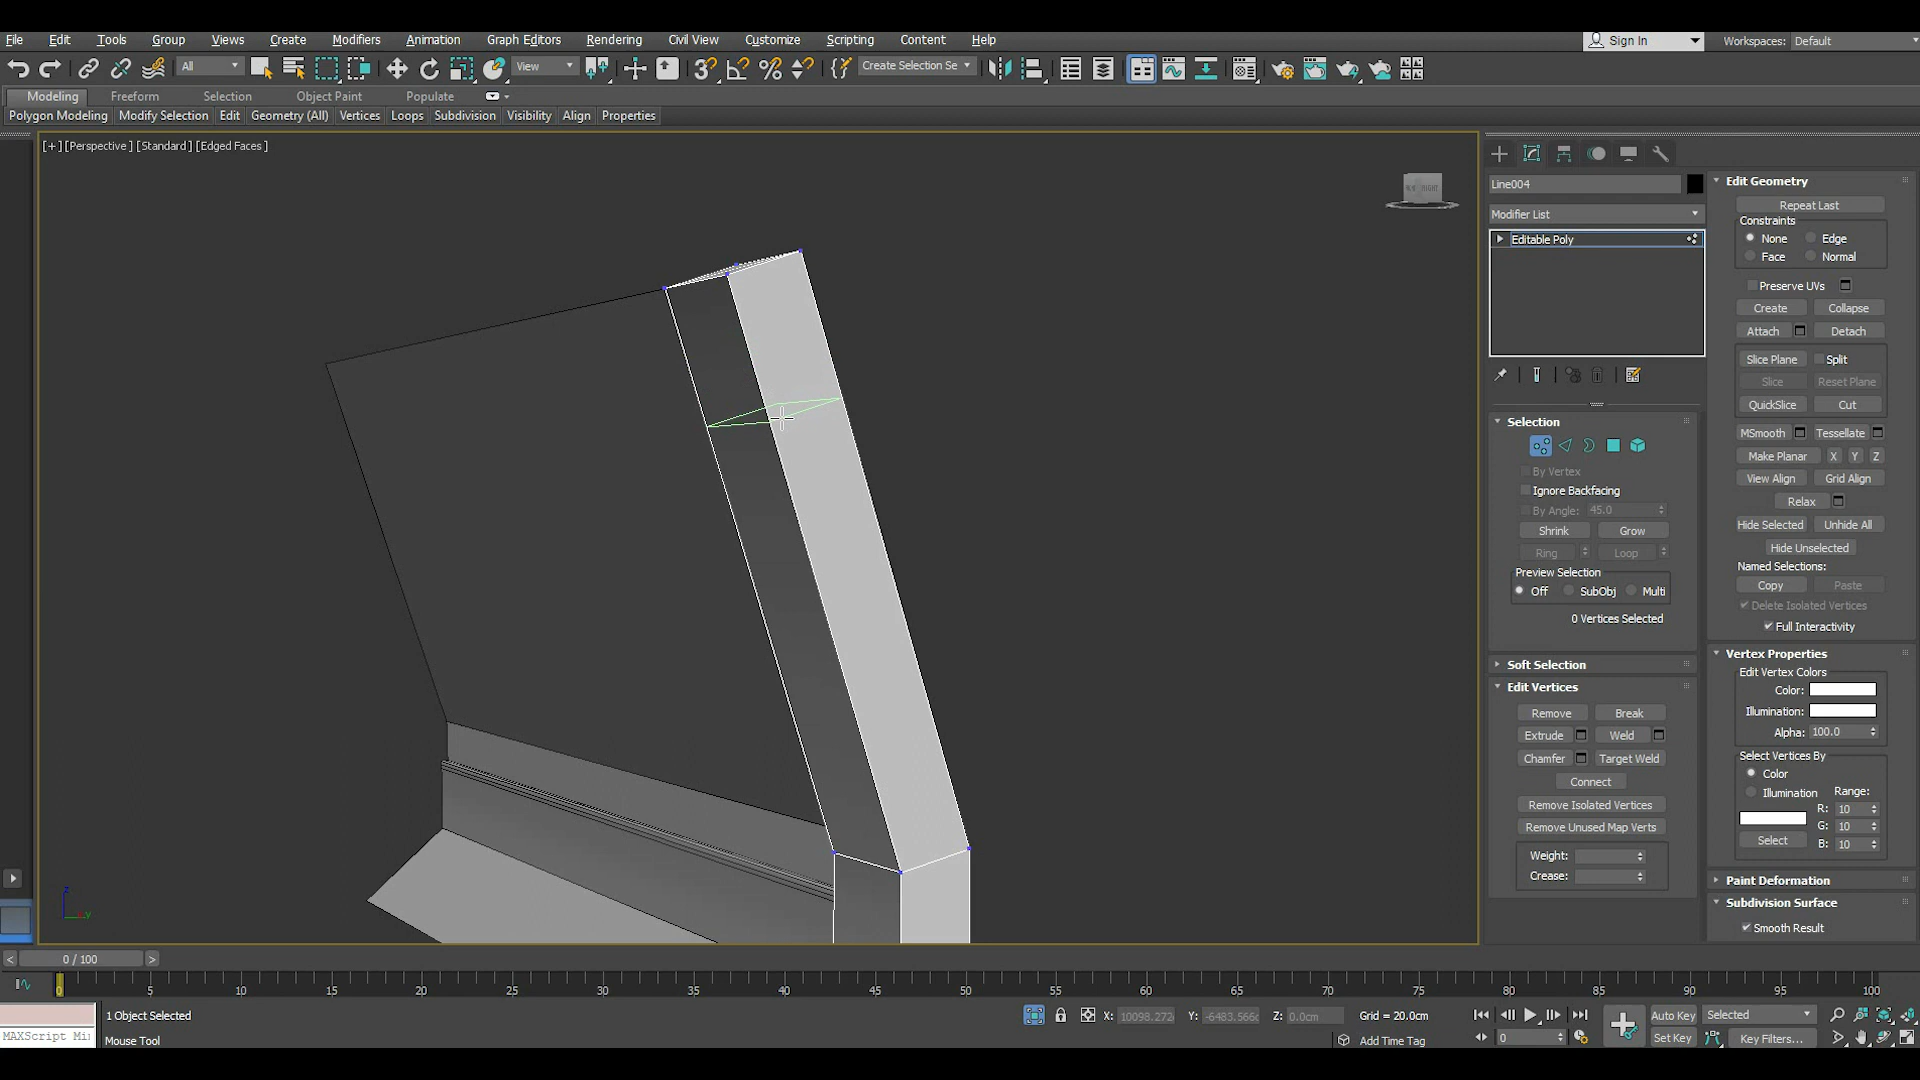 File Edit Tools Group Views Create Modifiers Animation Graph Editors Rendering Civil View Customize Scripting Content Help Sign In Workspaces: Default
All View Create Selection Se
Modeling Freeform Selection Object Paint Populate
Polygon Modeling Modify Selection Edit Geometry (All) Vertices Loops Subdivision Visibility Align Properties
[+] [Perspective ] [Standard ] [Edged Faces ]
RIGHT
Line004
Modifier List
Editable Poly
Selection
By Vertex
Ignore Backfacing
By Angle: 45.0
Shrink Grow
Ring Loop
Preview Selection
Off SubObj Multi
0 Vertices Selected
Soft Selection
Edit Vertices
Remove Break
Extrude Weld
Chamfer Target Weld
Connect
Remove Isolated Vertices
Remove Unused Map Verts
Weight:
Crease:
Edit Geometry
Repeat Last
Constraints
None Edge
Face Normal
Preserve UVs
Create Collapse
Attach Detach
Slice Plane Split
Slice Reset Plane
QuickSlice Cut
MSmooth Tessellate
Make Planar X Y Z
View Align Grid Align
Relax
Hide Selected Unhide All
Hide Unselected
Named Selections:
Copy Paste
Delete Isolated Vertices
Full Interactivity
Vertex Properties
Edit Vertex Colors
Color:
Illumination:
Alpha: 100.0
Select Vertices By
Color
Illumination Range:
R: 10
G: 10
Select B: 10
Paint Deformation
Subdivision Surface
Smooth Result
z
y
< 0 / 100 >
0 5 10 15 20 25 30 35 40 45 50 55 60 65 70 75 80 85 90 95 100
1 Object Selected X: 10098.272 Y: -6483.566 Z: 0.0cm Grid = 20.0cm Auto Key Selected
MAXScript Mi Mouse Tool Add Time Tag 0 Set Key Key Filters...